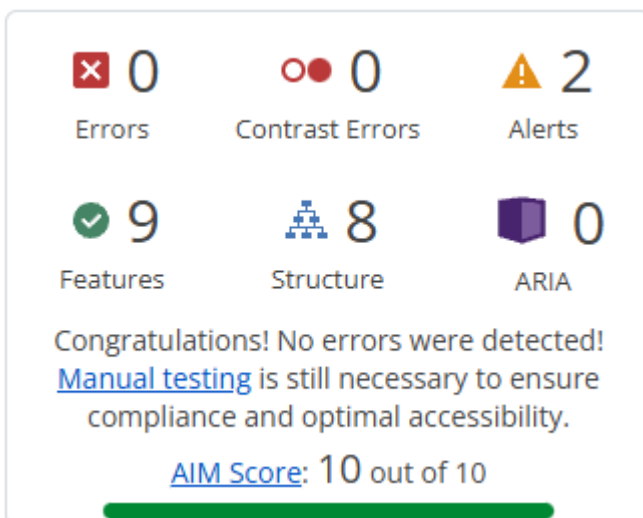 0 0 2
Errors Contrast Errors Alerts
9 8 0
Features Structure ARIA
Congratulations! No errors were detected!
Manual testing is still necessary to ensure
compliance and optimal accessibility.
AIM Score: 10 out of 10